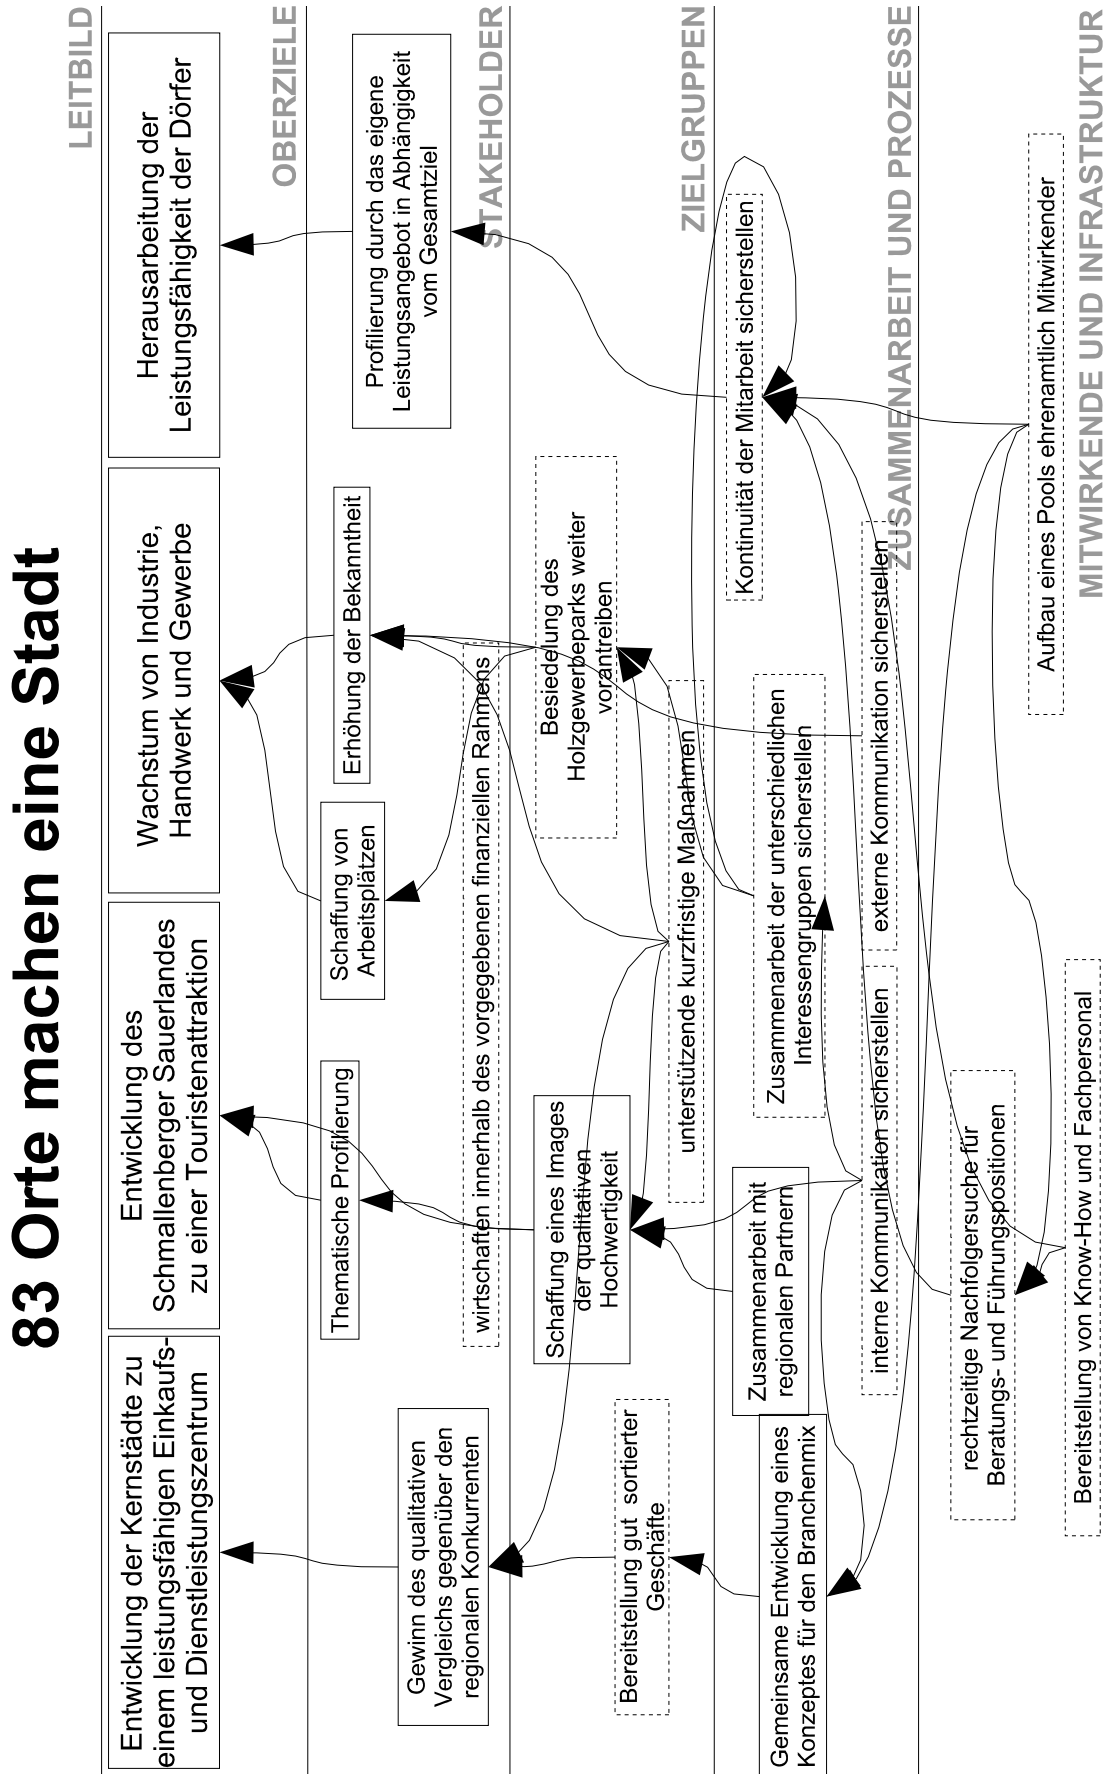 83 Orte machen eine Stadt
LEITBILD
Entwicklung der Kernstädte zu
einem leistungsfähigen Einkaufs-
und Dienstleistungszentrum
Entwicklung des
Schmallenberger Sauerlandes
zu einer Touristenattraktion
Wachstum von Industrie,
Handwerk und Gewerbe
Herausarbeitung der
Leistungsfähigkeit der Dörfer
OBERZIELE
Gewinn des qualitativen
Vergleichs gegenüber den
regionalen Konkurrenten
Thematische Profilierung
Schaffung von
Arbeitsplätzen
Erhöhung der Bekanntheit
Profilierung durch das eigene
Leistungsangebot in Abhängigkeit
vom Gesamtziel
wirtschaften innerhalb des vorgegebenen finanziellen Rahmens
STAKEHOLDER
Bereitstellung gut sortierter
Geschäfte
Schaffung eines Images
der qualitativen
Hochwertigkeit
Besiedelung des
Holzgewerbeparks weiter
vorantreiben
unterstützende kurzfristige Maßnahmen
ZIELGRUPPEN
Gemeinsame Entwicklung eines
Konzeptes für den Branchenmix
Zusammenarbeit mit
regionalen Partnern
Zusammenarbeit der unterschiedlichen
Interessengruppen sicherstellen
Kontinuität der Mitarbeit sicherstellen
interne Kommunikation sicherstellen
externe Kommunikation sicherstellen
ZUSAMMENARBEIT UND PROZESSE
rechtzeitige Nachfolgersuche für
Beratungs- und Führungspositionen
Bereitstellung von Know-How und Fachpersonal
Aufbau eines Pools ehrenamtlich Mitwirkender
MITWIRKENDE UND INFRASTRUKTUR